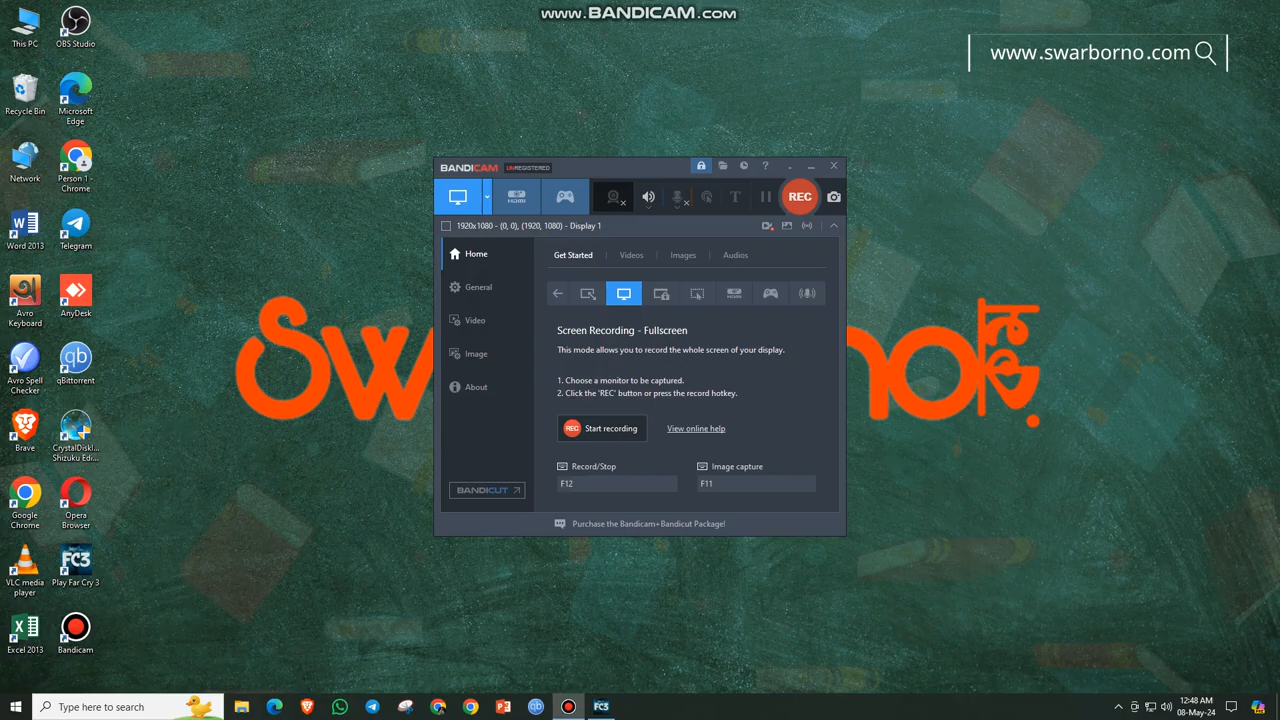 www.BANDICAM.com
www.swarborno.com
This PC
OBS Studio
Recycle Bin
Microsoft
Edge
Network
Person 1 -
Chrome
Word 2013
Telegram
Avro
Keyboard
AnyDesk
Avro Spell
Checker
qBittorrent
Brave
CrystalDiskI...
Shizuku Edi...
Google
Chrome
Opera
Browser
VLC media
player
Play Far Cry 3
Excel 2013
Bandicam
BANDICAM UNREGISTERED
HDMI
REC
1920x1080 - (0, 0), (1920, 1080) - Display 1
Home
General
Video
Image
About
BANDICUT
Get Started
Videos
Images
Audios
Screen Recording - Fullscreen
This mode allows you to record the whole screen of your display.
1. Choose a monitor to be captured.
2. Click the 'REC' button or press the record hotkey.
REC Start recording
View online help
Record/Stop
F12
Image capture
F11
Purchase the Bandicam+Bandicut Package!
Type here to search
12:48 AM
08-May-24